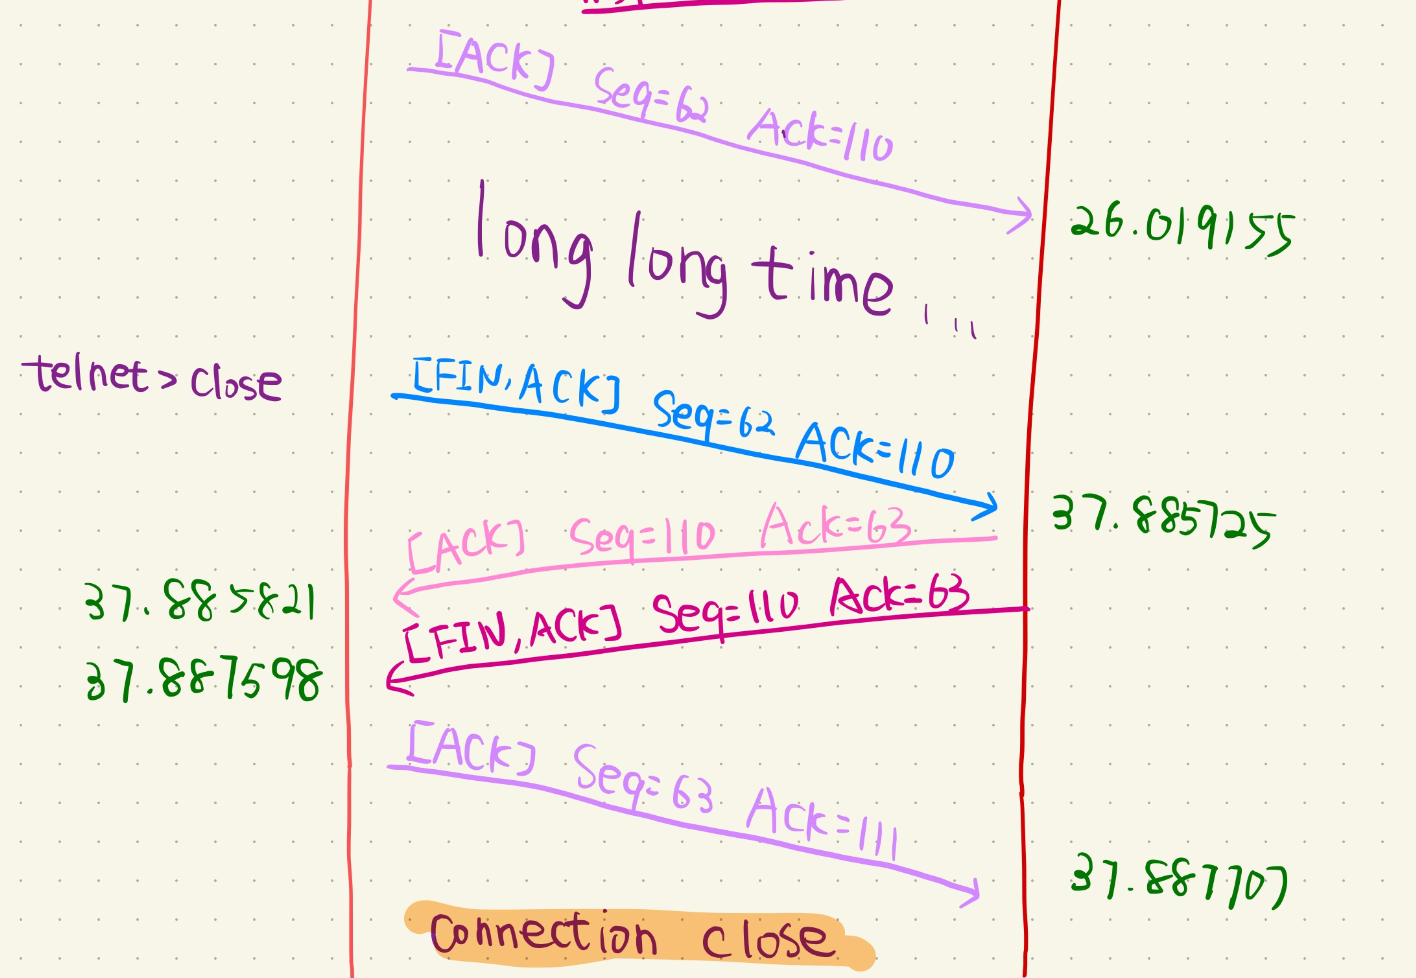 [ACK] Seq=62 Ack=110
26.019155
long long time...
telnet> close
[FIN,ACK] Seq=62 ACK=110
37.885725
[ACK] Seq=110 Ack=63
37.885821
[FIN,ACK] Seq=110 Ack=63
37.887598
[ACK] Seq=63 Ack=111
37.887707
Connection close